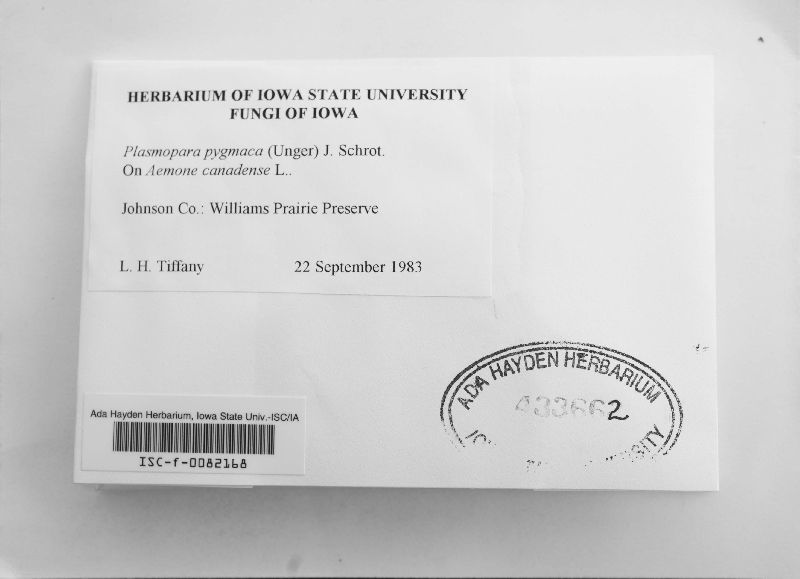 HERBARIUM OF IOWA STATE UNIVERSITY
FUNGI OF IOWA
Plasmopara pygmaca (Unger) J. Schrot.
On Aemone canadense L..
Johnson Co.: Williams Prairie Preserve
L. H. Tiffany 22 September 1983
ADA HAYDEN HERBARIUM
433662
Ada Hayden Herbarium, Iowa State Univ.-ISC/IA
ISC-f-0082168